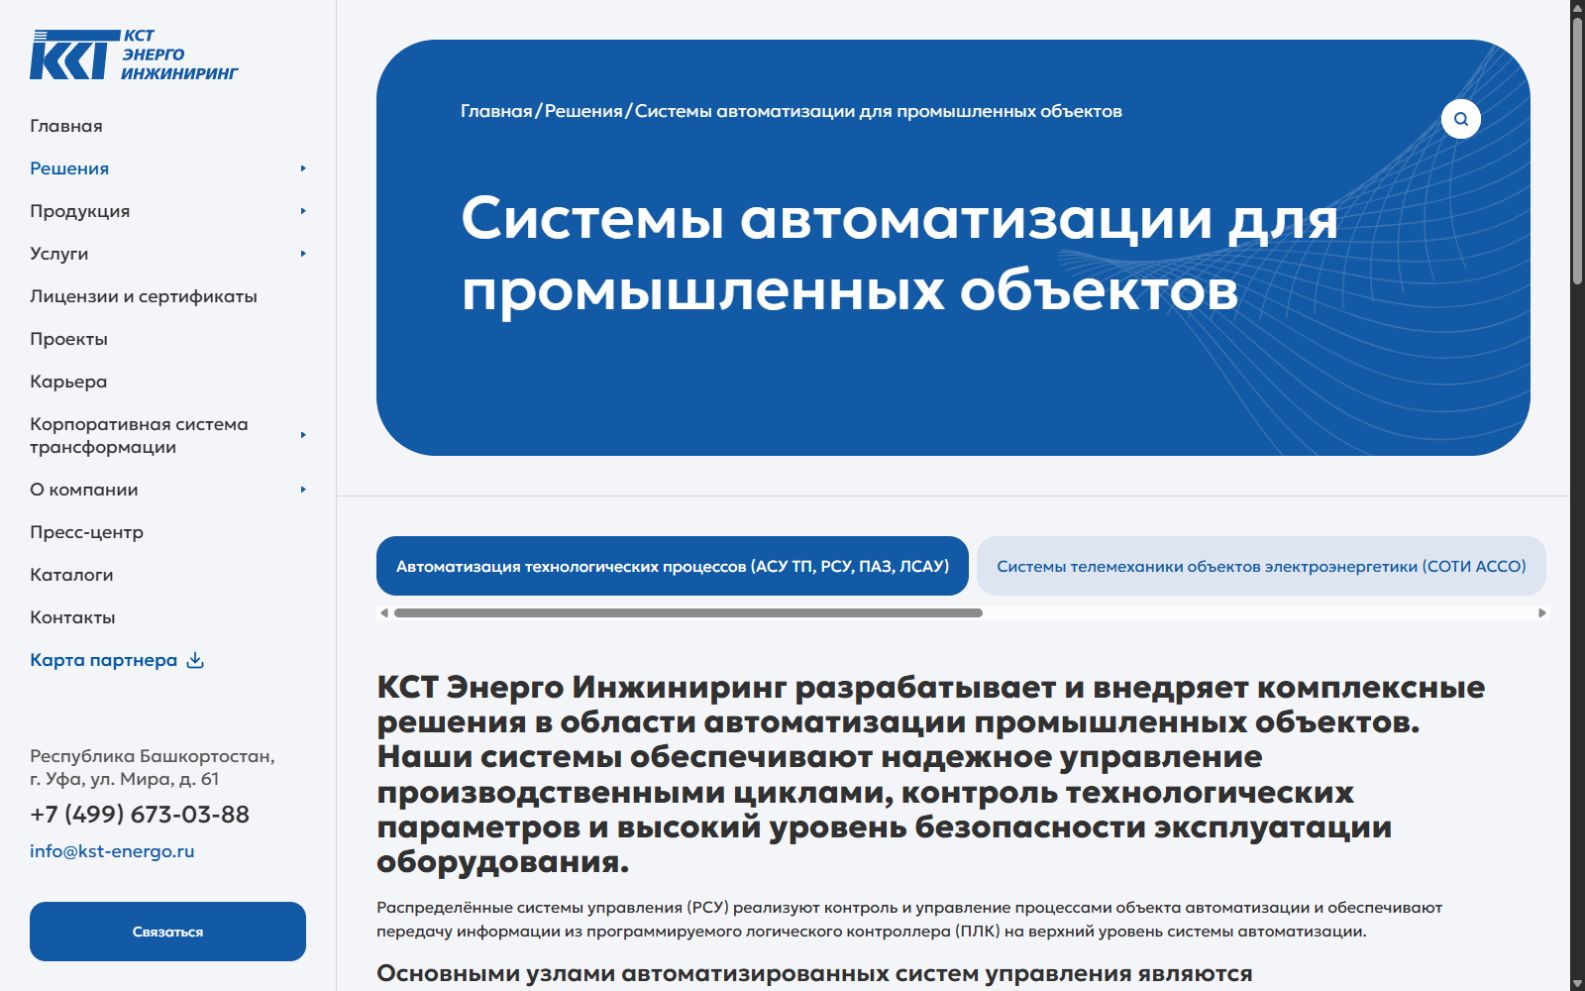 КСТ
КСТ
ЭНЕРГО
ИНЖИНИРИНГ
Главная
Решения
Продукция
Услуги
Лицензии и сертификаты
Проекты
Карьера
Корпоративная система
трансформации
О компании
Пресс-центр
Каталоги
Контакты
Карта партнера
Республика Башкортостан,
г. Уфа, ул. Мира, д. 61
+7 (499) 673-03-88
info@kst-energo.ru
Связаться
Главная/Решения/Системы автоматизации для промышленных объектов
Системы автоматизации для
промышленных объектов
Автоматизация технологических процессов (АСУ ТП, РСУ, ПАЗ, ЛСАУ)
Системы телемеханики объектов электроэнергетики (СОТИ АССО)
КСТ Энерго Инжиниринг разрабатывает и внедряет комплексные
решения в области автоматизации промышленных объектов.
Наши системы обеспечивают надежное управление
производственными циклами, контроль технологических
параметров и высокий уровень безопасности эксплуатации
оборудования.
Распределённые системы управления (РСУ) реализуют контроль и управление процессами объекта автоматизации и обеспечивают
передачу информации из программируемого логического контроллера (ПЛК) на верхний уровень системы автоматизации.
Основными узлами автоматизированных систем управления являются